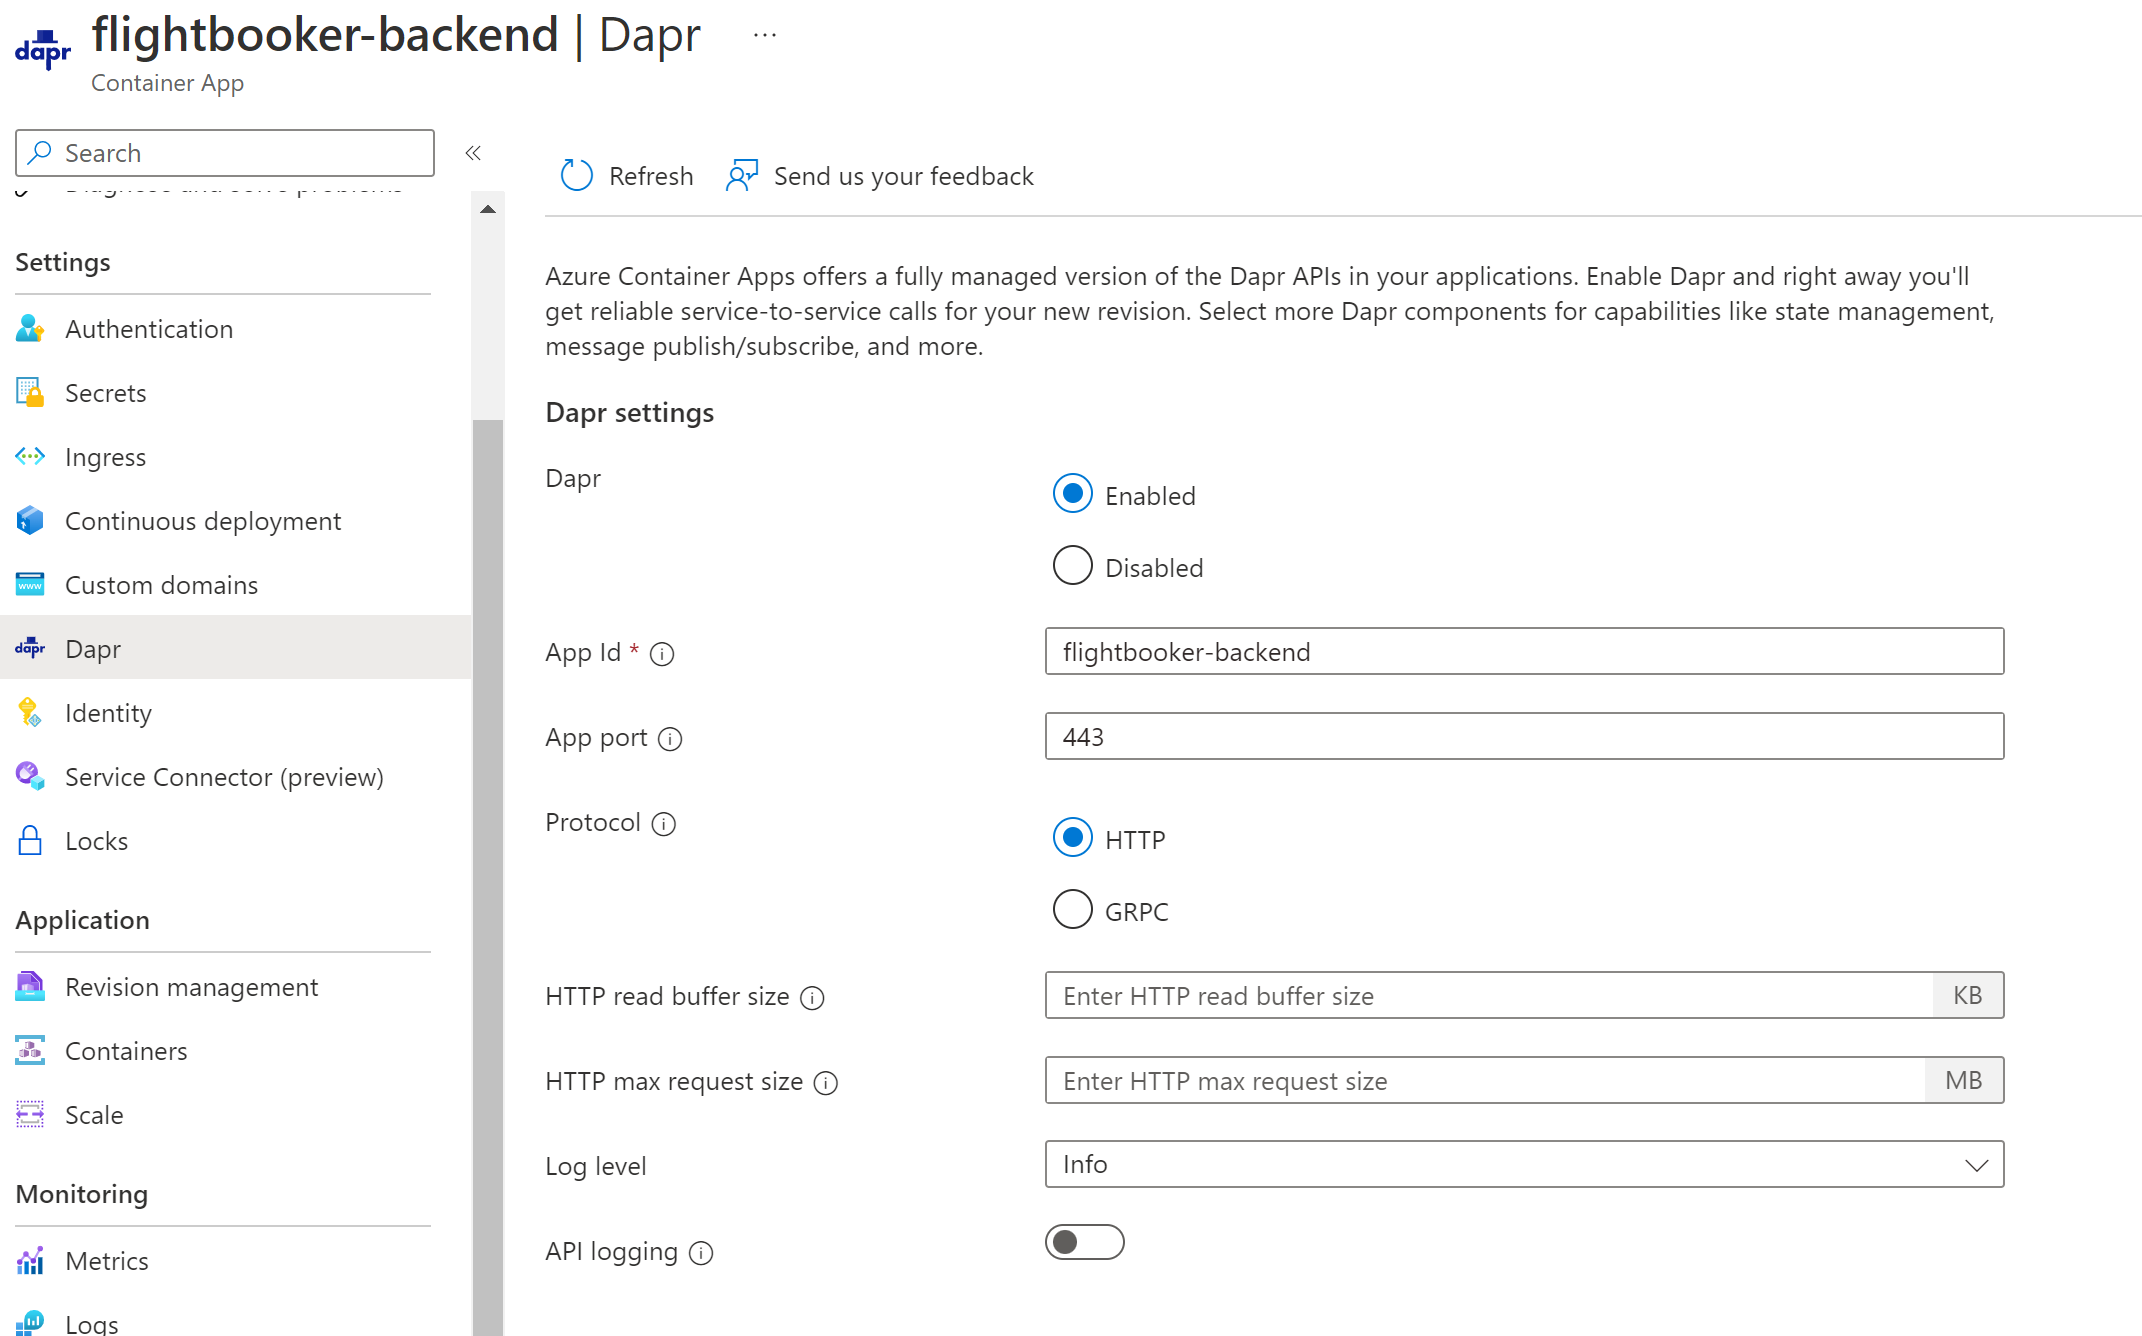 dapr
flightbooker-backend | Dapr ...
Container App
Search
«
Diagnose and solve problems
Settings
Authentication
Secrets
Ingress
Continuous deployment
www
Custom domains
dapr
Dapr
Identity
Service Connector (preview)
Locks
Application
Revision management
Containers
Scale
Monitoring
Metrics
Logs
Refresh
Send us your feedback
Azure Container Apps offers a fully managed version of the Dapr APIs in your applications. Enable Dapr and right away you'll
get reliable service-to-service calls for your new revision. Select more Dapr components for capabilities like state management,
message publish/subscribe, and more.
Dapr settings
Dapr
Enabled
Disabled
App Id *
flightbooker-backend
App port
443
Protocol
HTTP
GRPC
HTTP read buffer size
Enter HTTP read buffer size
KB
HTTP max request size
Enter HTTP max request size
MB
Log level
Info
API logging